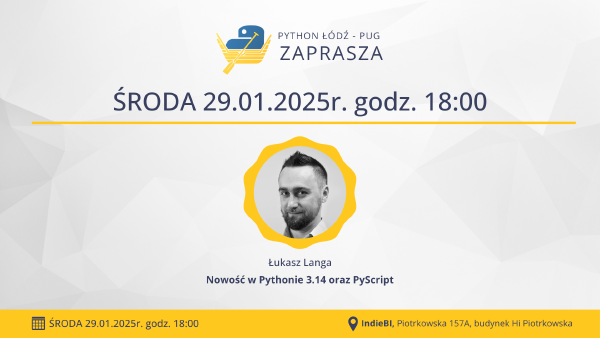 PYTHON ŁÓDŹ - PUG
ZAPRASZA
ŚRODA 29.01.2025r. godz. 18:00
Łukasz Langa
Nowość w Pythonie 3.14 oraz PyScript
ŚRODA 29.01.2025r. godz. 18:00
IndieBI, Piotrkowska 157A, budynek Hi Piotrkowska